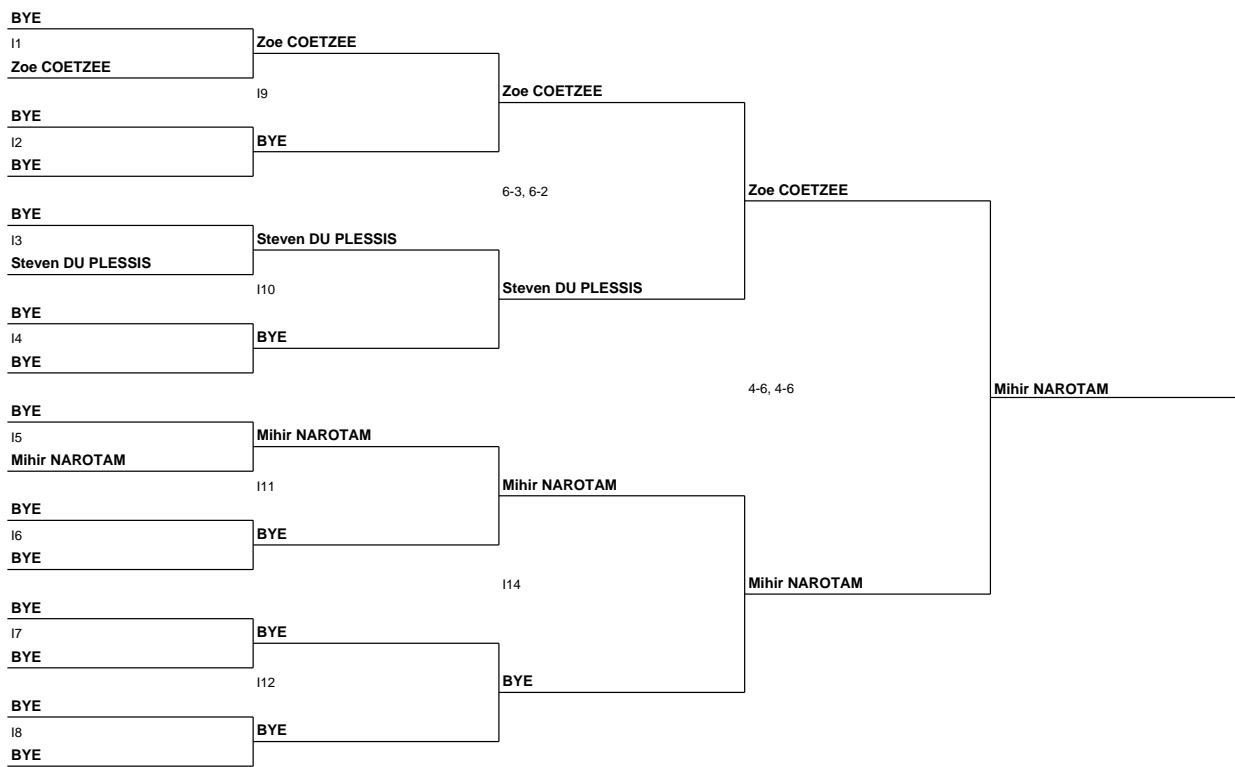 BYE
I1
Zoe COETZEE
Zoe COETZEE
I9
Zoe COETZEE
BYE
I2
BYE
BYE
6-3, 6-2
Zoe COETZEE
BYE
I3
Steven DU PLESSIS
Steven DU PLESSIS
I10
Steven DU PLESSIS
BYE
I4
BYE
BYE
4-6, 4-6
Mihir NAROTAM
BYE
I5
Mihir NAROTAM
Mihir NAROTAM
I11
Mihir NAROTAM
BYE
I6
BYE
BYE
I14
Mihir NAROTAM
BYE
I7
BYE
BYE
I12
BYE
BYE
I8
BYE
BYE